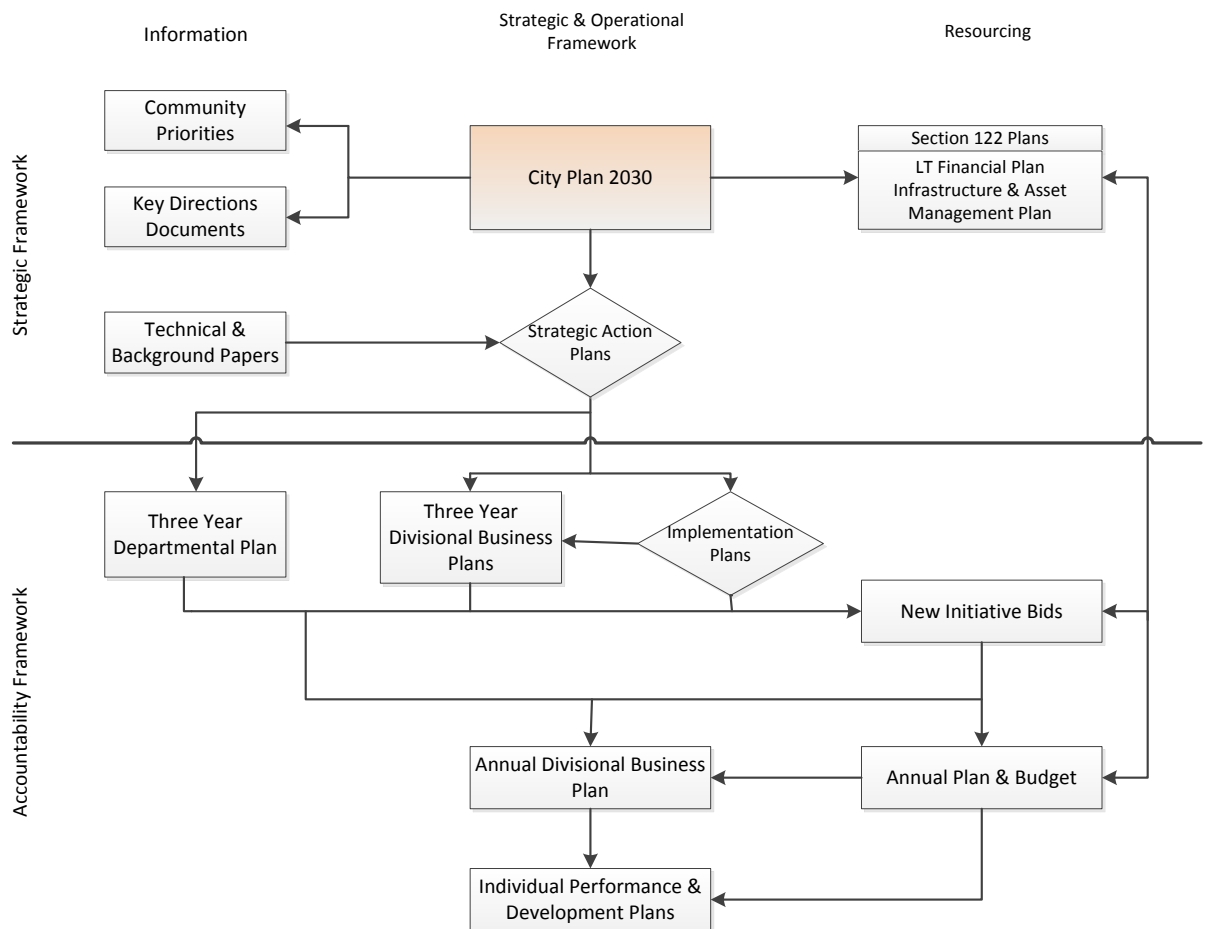 Information
Strategic & Operational
Framework
Resourcing
Strategic Framework
Community
Priorities
Key Directions
Documents
City Plan 2030
Section 122 Plans
LT Financial Plan
Infrastructure & Asset
Management Plan
Technical &
Background Papers
Strategic Action
Plans
Accountability Framework
Three Year
Departmental Plan
Three Year
Divisional Business
Plans
Implementation
Plans
New Initiative Bids
Annual Divisional Business
Plan
Annual Plan & Budget
Individual Performance &
Development Plans